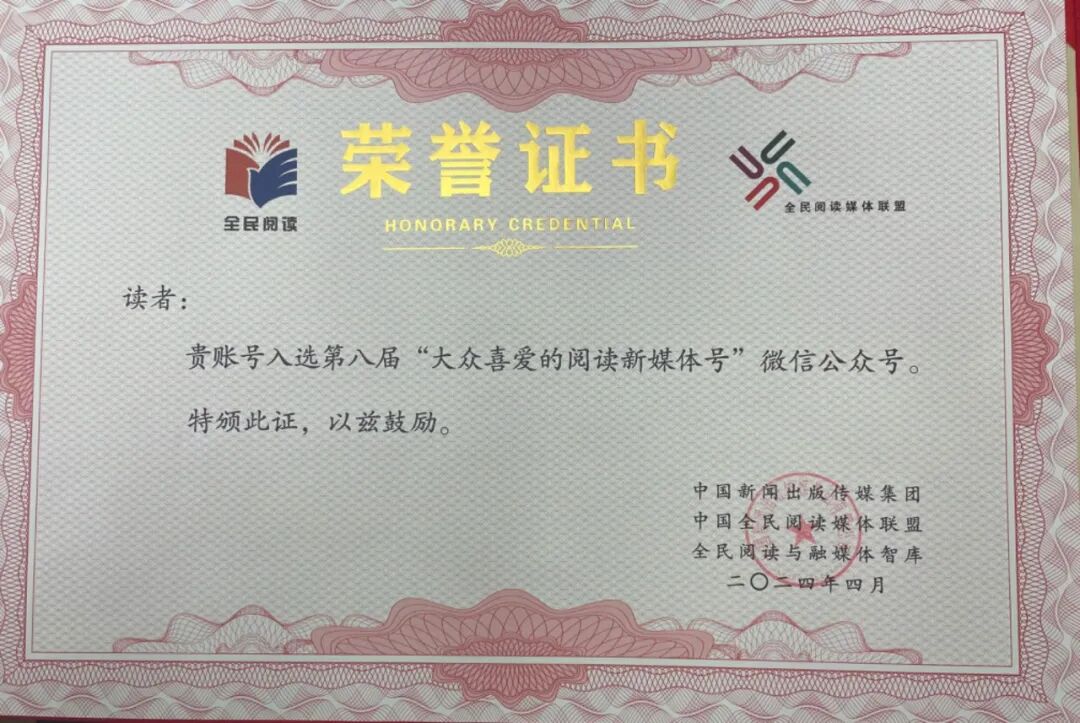 荣誉证书
HONORARY CREDENTIAL
全民阅读
全民阅读媒体联盟
读者：
贵账号入选第八届“大众喜爱的阅读新媒体号”微信公众号。
特颁此证，以兹鼓励。
中国新闻出版传媒集团
中国全民阅读媒体联盟
全民阅读与融媒体智库
二〇二四年四月